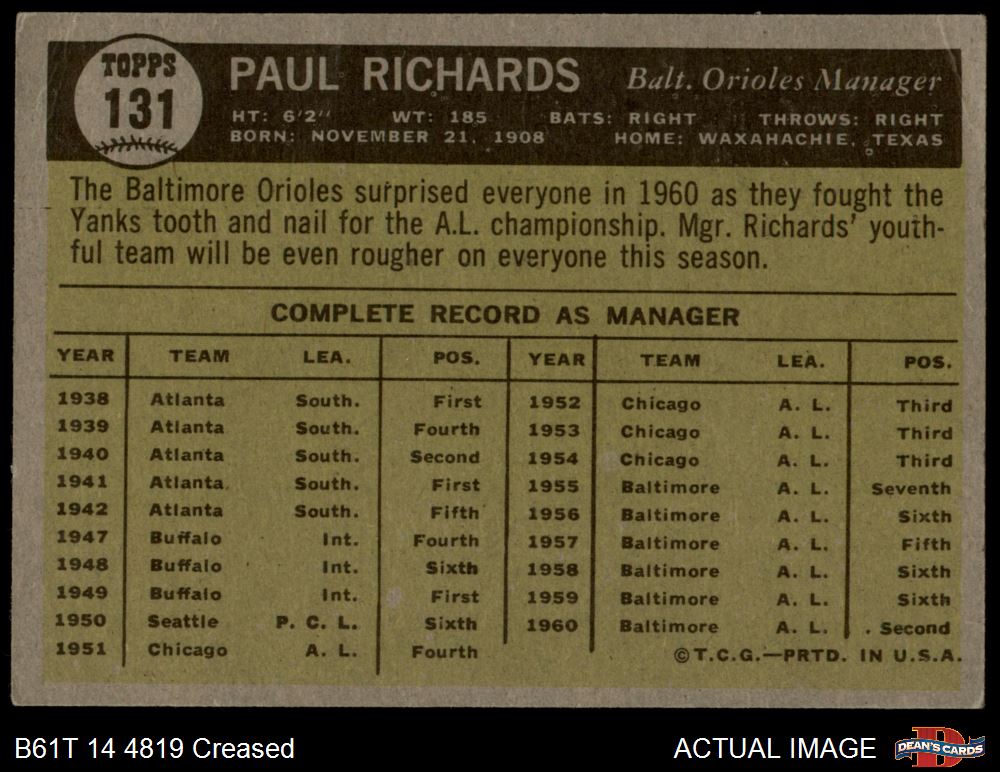 TOPPS
131
PAUL RICHARDS Balt. Orioles Manager
HT: 6'2" WT: 185 BATS: RIGHT THROWS: RIGHT
BORN: NOVEMBER 21, 1908 HOME: WAXAHACHIE, TEXAS
The Baltimore Orioles surprised everyone in 1960 as they fought the
Yanks tooth and nail for the A.L. championship. Mgr. Richards' youth-
ful team will be even rougher on everyone this season.
COMPLETE RECORD AS MANAGER
YEAR TEAM LEA. POS. YEAR TEAM LEA. POS.
1938 Atlanta South. First 1952 Chicago A. L. Third
1939 Atlanta South. Fourth 1953 Chicago A. L. Third
1940 Atlanta South. Second 1954 Chicago A. L. Third
1941 Atlanta South. First 1955 Baltimore A. L. Seventh
1942 Atlanta South. Fifth 1956 Baltimore A. L. Sixth
1947 Buffalo Int. Fourth 1957 Baltimore A. L. Fifth
1948 Buffalo Int. Sixth 1958 Baltimore A. L. Sixth
1949 Buffalo Int. First 1959 Baltimore A. L. Sixth
1950 Seattle P. C. L. Sixth 1960 Baltimore A. L. Second
1951 Chicago A. L. Fourth ©T.C.G.—PRTD. IN U.S.A.
B61T 14 4819 Creased ACTUAL IMAGE DEAN'S CARDS